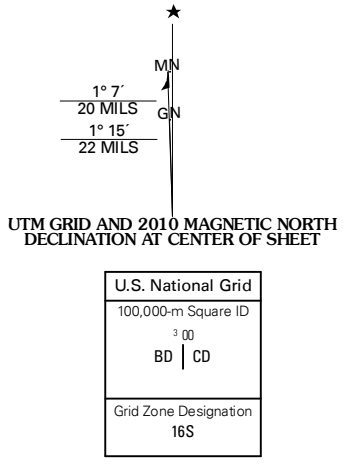 ★
MN
1° 7´
20 MILS
GN
1° 15´
22 MILS
UTM GRID AND 2010 MAGNETIC NORTH
DECLINATION AT CENTER OF SHEET
U.S. National Grid
100,000-m Square ID
3 00
BD | CD
Grid Zone Designation
16S